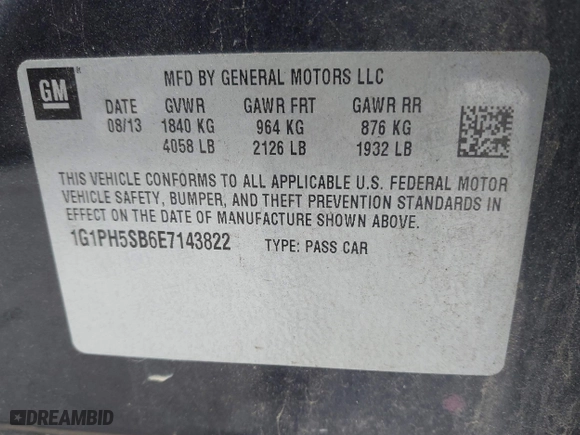 GM
MFD BY GENERAL MOTORS LLC
DATE GVWR GAWR FRT GAWR RR
08/13 1840 KG 964 KG 876 KG
4058 LB 2126 LB 1932 LB
THIS VEHICLE CONFORMS TO ALL APPLICABLE U.S. FEDERAL MOTOR
VEHICLE SAFETY, BUMPER, AND THEFT PREVENTION STANDARDS IN
EFFECT ON THE DATE OF MANUFACTURE SHOWN ABOVE.
1G1PH5SB6E7143822 TYPE: PASS CAR
DREAMBID